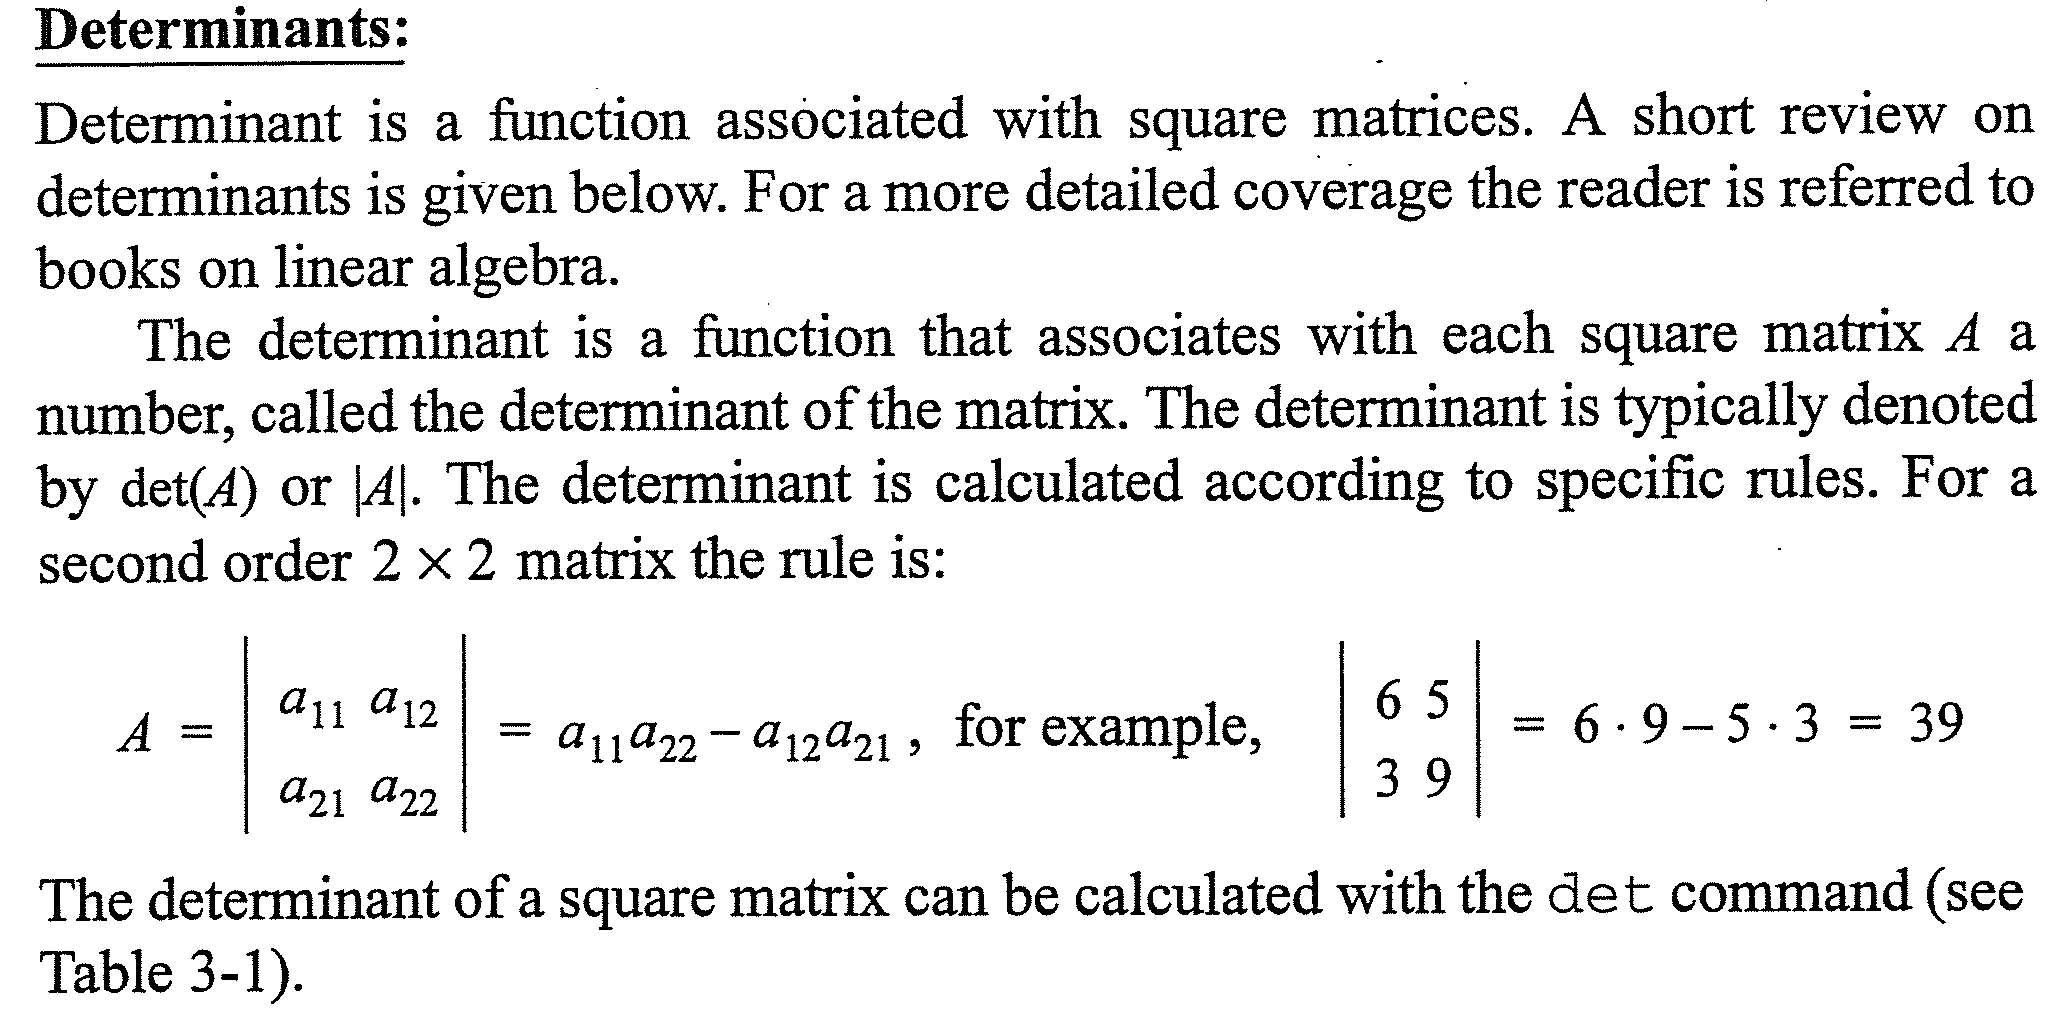 Determinants:
Determinant is a function associated with square matrices. A short review on
determinants is given below. For a more detailed coverage the reader is referred to
books on linear algebra.
The determinant is a function that associates with each square matrix A a
number, called the determinant of the matrix. The determinant is typically denoted
by det(A) or |A|. The determinant is calculated according to specific rules. For a
second order 2 × 2 matrix the rule is:
A = | a11 a12 ; a21 a22 | = a11a22 – a12a21 , for example, | 6 5 ; 3 9 | = 6 · 9 – 5 · 3 = 39
The determinant of a square matrix can be calculated with the det command (see
Table 3-1).